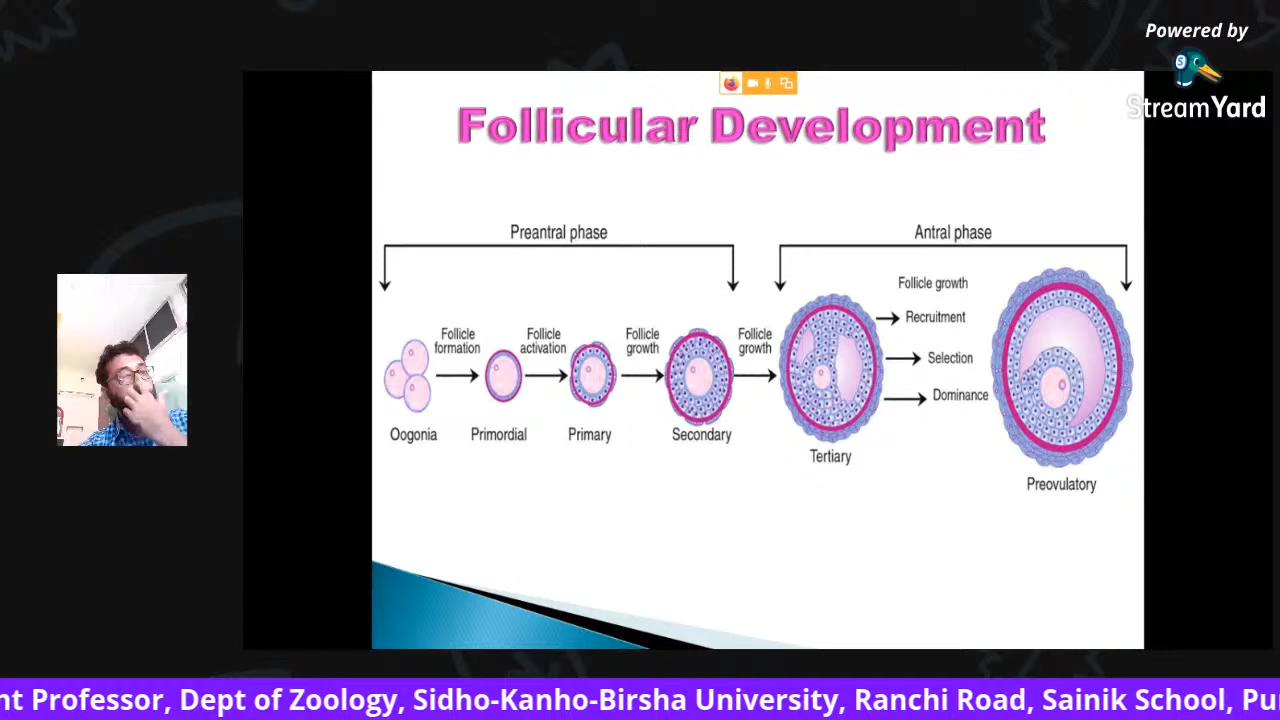 Powered by
StreamYard
Follicular Development
Preantral phase
Antral phase
Follicle formation
Follicle activation
Follicle growth
Follicle growth
Follicle growth
Recruitment
Selection
Dominance
Oogonia
Primordial
Primary
Secondary
Tertiary
Preovulatory
nt Professor, Dept of Zoology, Sidho-Kanho-Birsha University, Ranchi Road, Sainik School, Pu